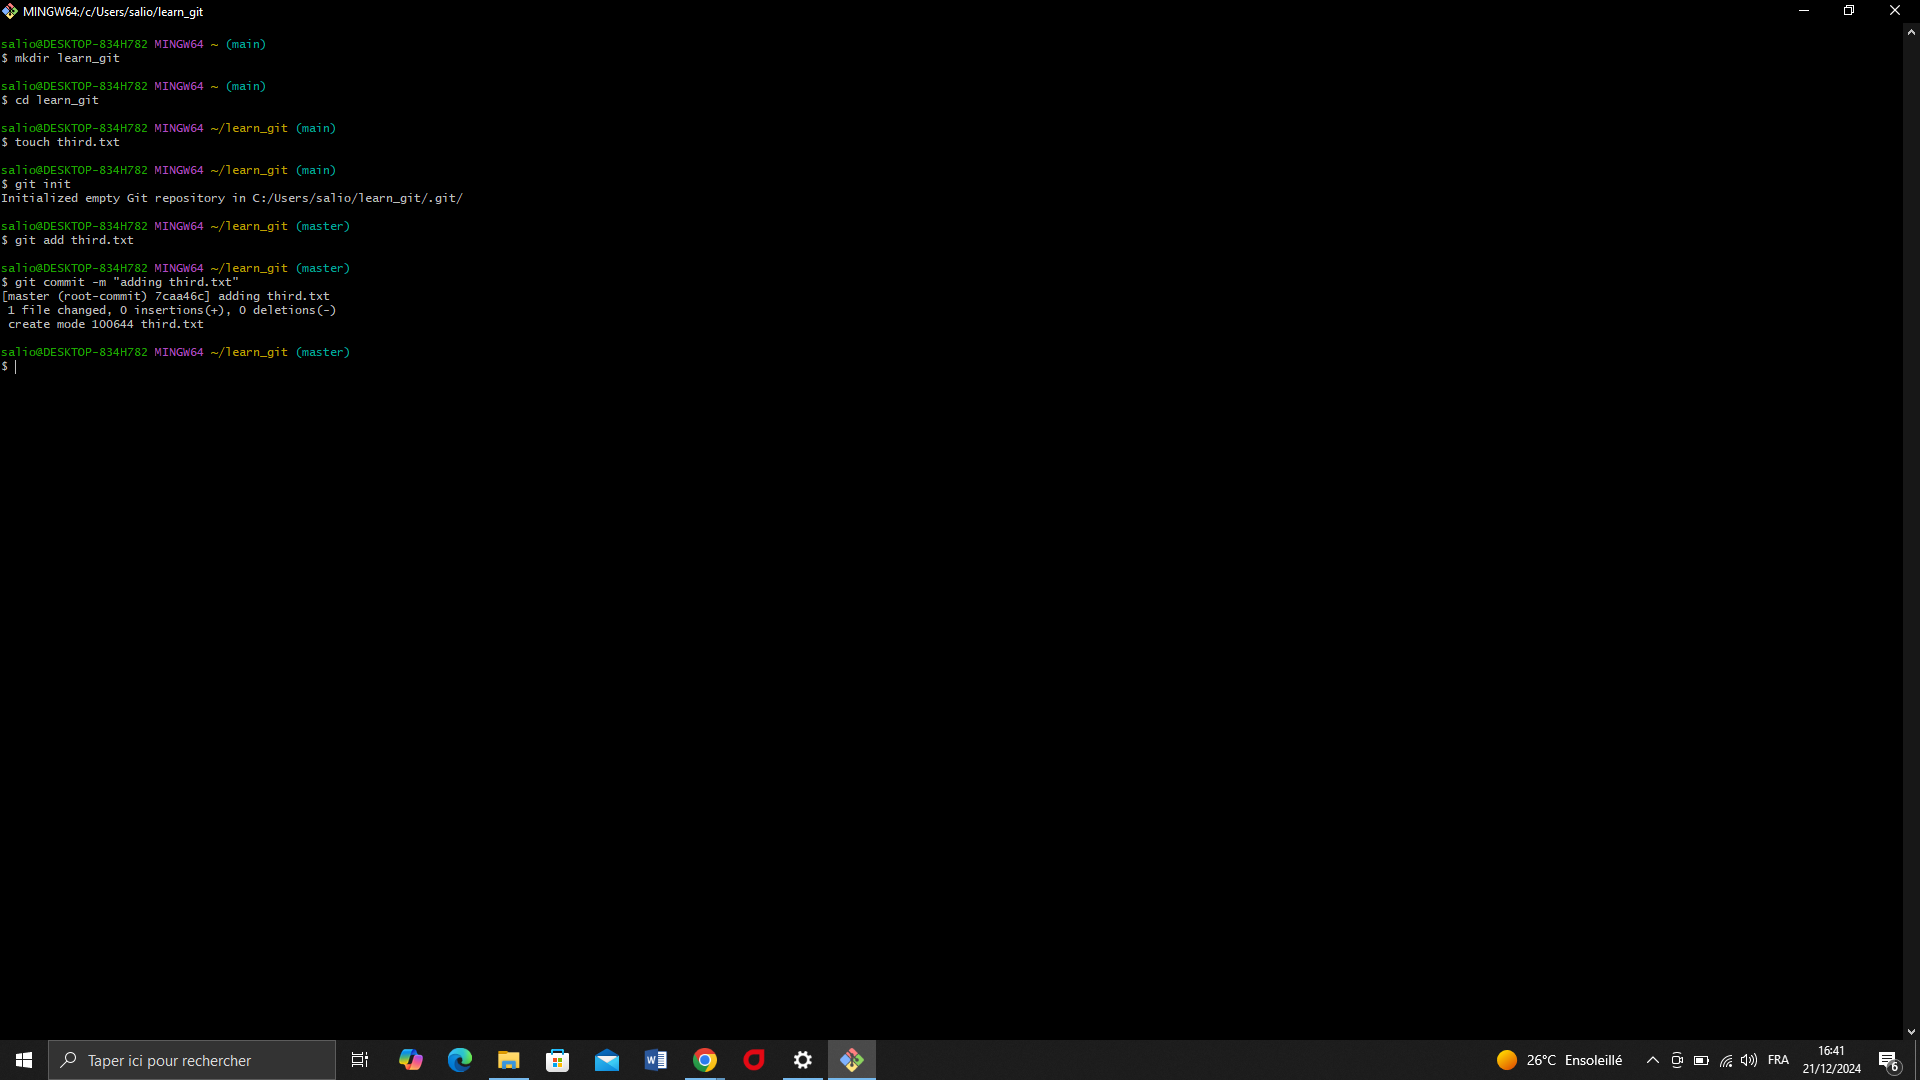 MINGW64:/c/Users/salio/learn_git
salio@DESKTOP-834H782 MINGW64 ~ (main)
$ mkdir learn_git
salio@DESKTOP-834H782 MINGW64 ~ (main)
$ cd learn_git
salio@DESKTOP-834H782 MINGW64 ~/learn_git (main)
$ touch third.txt
salio@DESKTOP-834H782 MINGW64 ~/learn_git (main)
$ git init
Initialized empty Git repository in C:/Users/salio/learn_git/.git/
salio@DESKTOP-834H782 MINGW64 ~/learn_git (master)
$ git add third.txt
salio@DESKTOP-834H782 MINGW64 ~/learn_git (master)
$ git commit -m "adding third.txt"
[master (root-commit) 7caa46c] adding third.txt
 1 file changed, 0 insertions(+), 0 deletions(-)
 create mode 100644 third.txt
salio@DESKTOP-834H782 MINGW64 ~/learn_git (master)
$
Taper ici pour rechercher
W
26°C Ensoleillé
FRA
16:41
21/12/2024
6